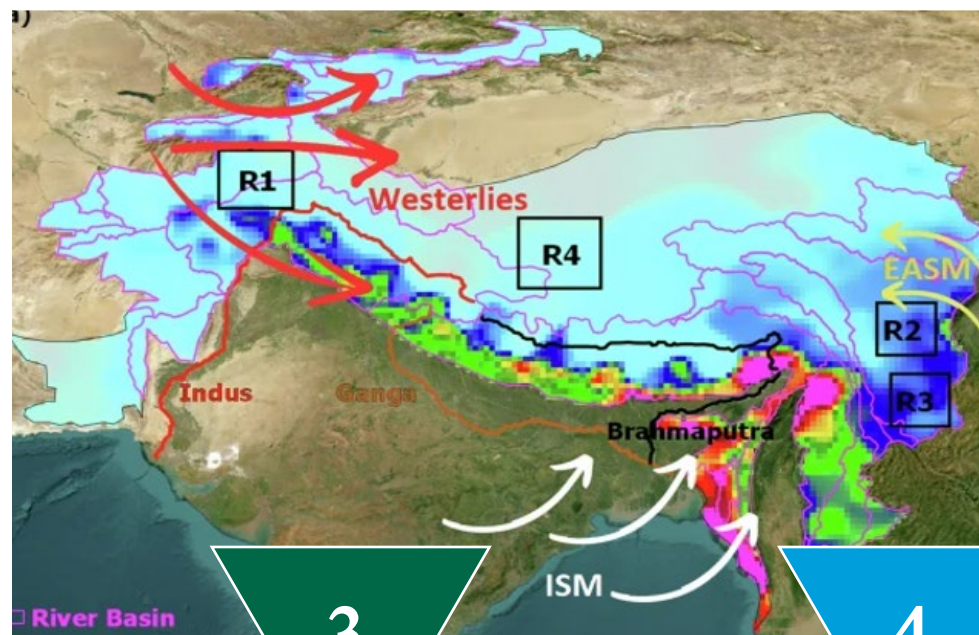 a)
R1
Westerlies
R4
EASM
R2
Indus
Ganga
R3
Brahmaputra
ISM
River Basin
3
4